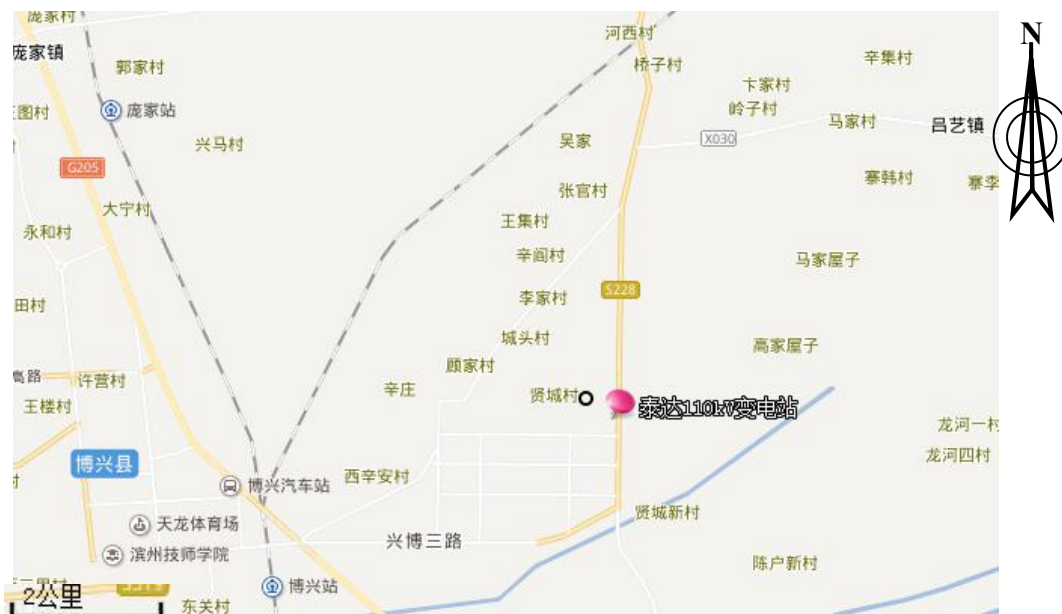 庞家村
河西村
N
庞家镇
郭家村
桥子村
辛集村
卞家村
岭子村
庞家站
马家村
吕艺镇
兴马村
吴家
X030
G205
张官村
寨韩村
寨李
大宁村
王集村
永和村
辛阎村
马家屋子
李家村
S228
田村
城头村
高家屋子
顾家村
许营村
辛庄
贤城村
泰达110kV变电站
王楼村
龙河一村
博兴县
龙河四村
西辛安村
博兴汽车站
天龙体育场
贤城新村
兴博三路
滨州技师学院
陈户新村
博兴站
2公里
东关村